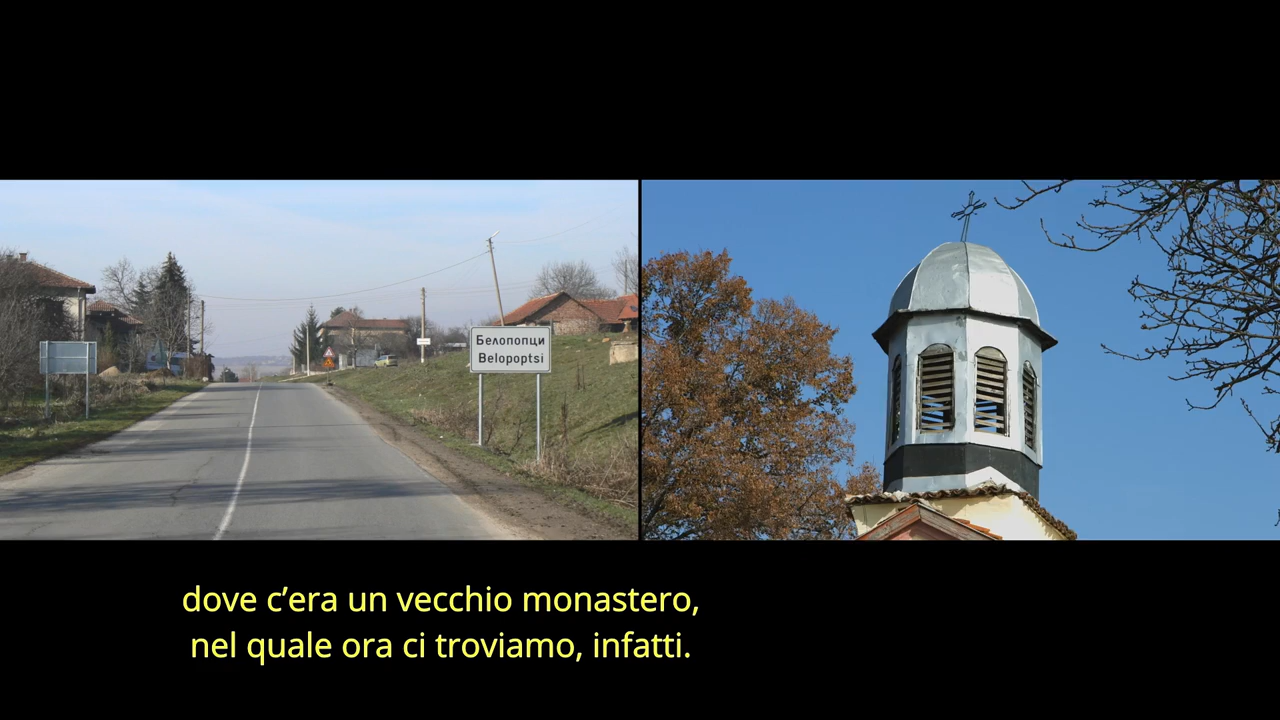 Белопопци
Belopoptsi
dove c’era un vecchio monastero,
nel quale ora ci troviamo, infatti.